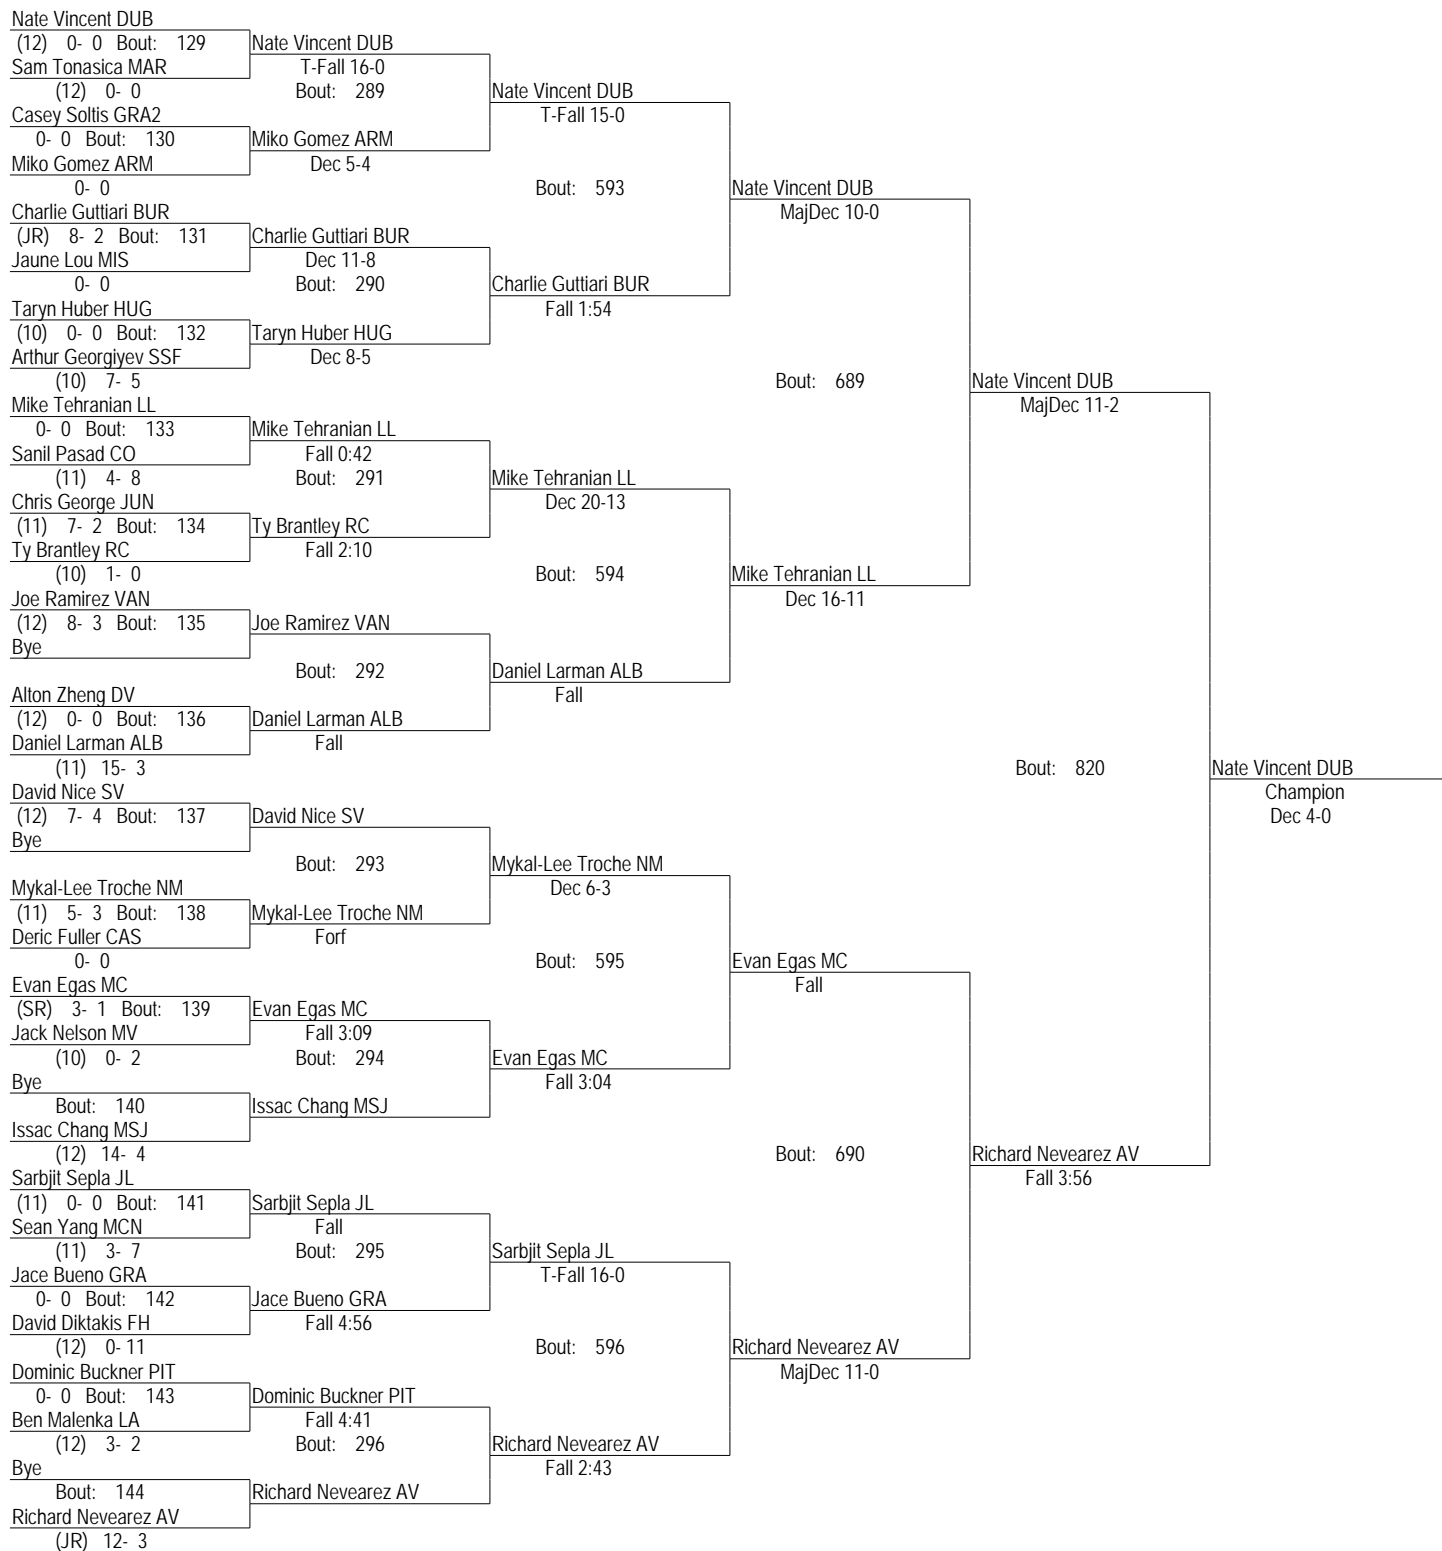 Nate Vincent DUB
(12) 0- 0 Bout: 129
Nate Vincent DUB
Sam Tonasica MAR
T-Fall 16-0
(12) 0- 0
Bout: 289
Nate Vincent DUB
Casey Soltis GRA2
T-Fall 15-0
0- 0 Bout: 130
Miko Gomez ARM
Miko Gomez ARM
Dec 5-4
0- 0
Bout: 593
Nate Vincent DUB
Charlie Guttiari BUR
MajDec 10-0
(JR) 8- 2 Bout: 131
Charlie Guttiari BUR
Jaune Lou MIS
Dec 11-8
0- 0
Bout: 290
Charlie Guttiari BUR
Taryn Huber HUG
Fall 1:54
(10) 0- 0 Bout: 132
Taryn Huber HUG
Arthur Georgiyev SSF
Dec 8-5
(10) 7- 5
Bout: 689
Nate Vincent DUB
Mike Tehranian LL
MajDec 11-2
0- 0 Bout: 133
Mike Tehranian LL
Sanil Pasad CO
Fall 0:42
(11) 4- 8
Bout: 291
Mike Tehranian LL
Chris George JUN
Dec 20-13
(11) 7- 2 Bout: 134
Ty Brantley RC
Ty Brantley RC
Fall 2:10
(10) 1- 0
Bout: 594
Mike Tehranian LL
Joe Ramirez VAN
Dec 16-11
(12) 8- 3 Bout: 135
Joe Ramirez VAN
Bye
Bout: 292
Daniel Larman ALB
Alton Zheng DV
Fall
(12) 0- 0 Bout: 136
Daniel Larman ALB
Daniel Larman ALB
Fall
(11) 15- 3
Bout: 820
Nate Vincent DUB
David Nice SV
Champion
(12) 7- 4 Bout: 137
David Nice SV
Dec 4-0
Bye
Bout: 293
Mykal-Lee Troche NM
Mykal-Lee Troche NM
Dec 6-3
(11) 5- 3 Bout: 138
Mykal-Lee Troche NM
Deric Fuller CAS
Forf
0- 0
Bout: 595
Evan Egas MC
Evan Egas MC
Fall
(SR) 3- 1 Bout: 139
Evan Egas MC
Jack Nelson MV
Fall 3:09
(10) 0- 2
Bout: 294
Evan Egas MC
Bye
Fall 3:04
Bout: 140
Issac Chang MSJ
Issac Chang MSJ
(12) 14- 4
Bout: 690
Richard Nevearez AV
Sarbjit Sepla JL
Fall 3:56
(11) 0- 0 Bout: 141
Sarbjit Sepla JL
Sean Yang MCN
Fall
(11) 3- 7
Bout: 295
Sarbjit Sepla JL
Jace Bueno GRA
T-Fall 16-0
0- 0 Bout: 142
Jace Bueno GRA
David Diktakis FH
Fall 4:56
(12) 0- 11
Bout: 596
Richard Nevearez AV
Dominic Buckner PIT
MajDec 11-0
0- 0 Bout: 143
Dominic Buckner PIT
Ben Malenka LA
Fall 4:41
(12) 3- 2
Bout: 296
Richard Nevearez AV
Bye
Fall 2:43
Bout: 144
Richard Nevearez AV
Richard Nevearez AV
(JR) 12- 3